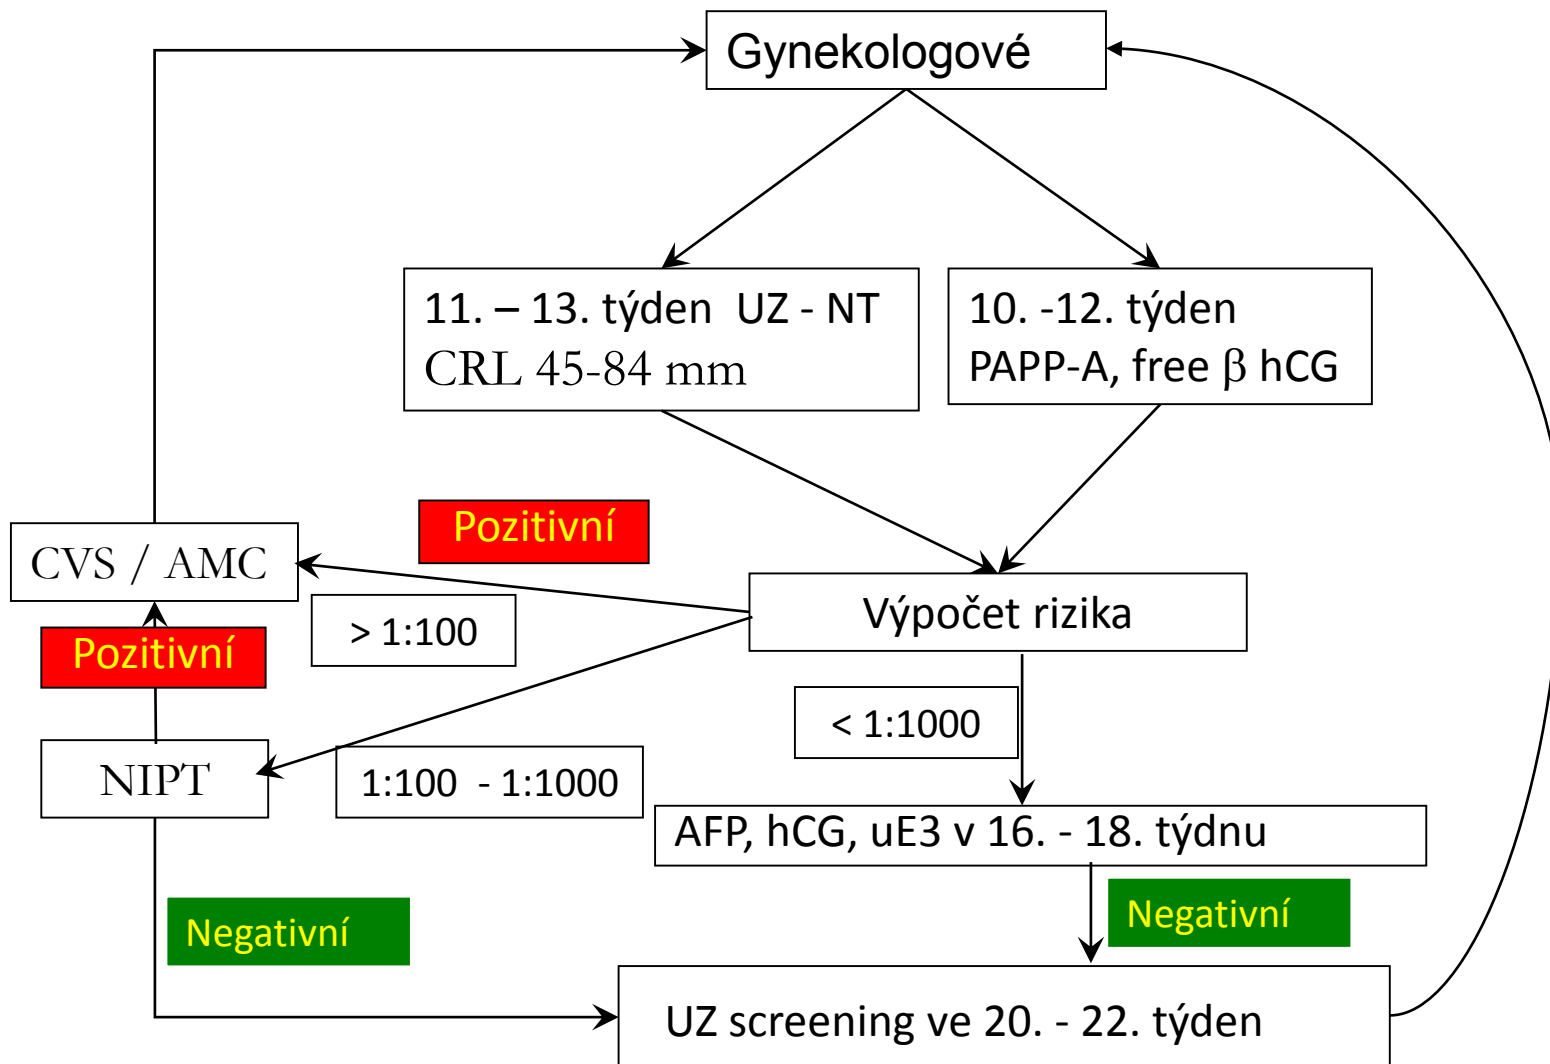 Gynekologové
11. – 13. týden UZ - NT
CRL 45-84 mm
10. -12. týden
PAPP-A, free β hCG
Pozitivní
CVS / AMC
> 1:100
Výpočet rizika
Pozitivní
< 1:1000
NIPT
1:100 - 1:1000
AFP, hCG, uE3 v 16. - 18. týdnu
Negativní
Negativní
UZ screening ve 20. - 22. týden